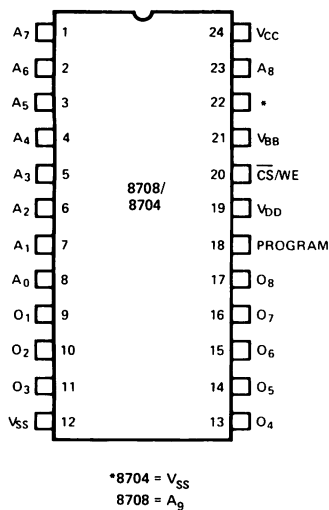 A7 1 24 VCC
A6 2 23 A8
A5 3 22 *
A4 4 21 VBB
A3 5 20 C̅S̅/WE
8708/
8704
A2 6 19 VDD
A1 7 18 PROGRAM
A0 8 17 O8
O1 9 16 O7
O2 10 15 O6
O3 11 14 O5
VSS 12 13 O4
*8704 = VSS
8708 = A9